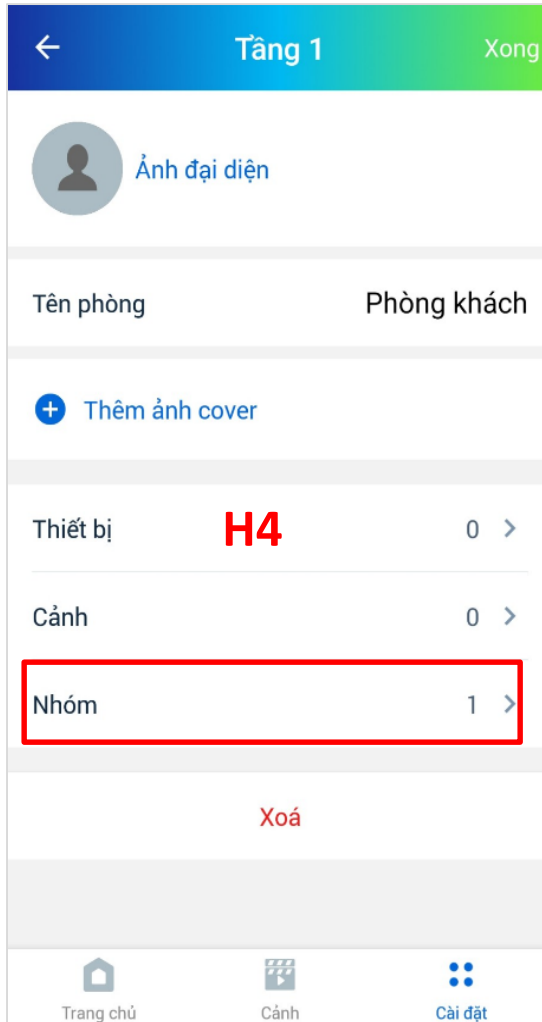 Tầng 1 Xong
Ảnh đại diện
Tên phòng Phòng khách
Thêm ảnh cover
Thiết bị H4 0
Cảnh 0
Nhóm 1
Xoá
Trang chủ Cảnh Cài đặt